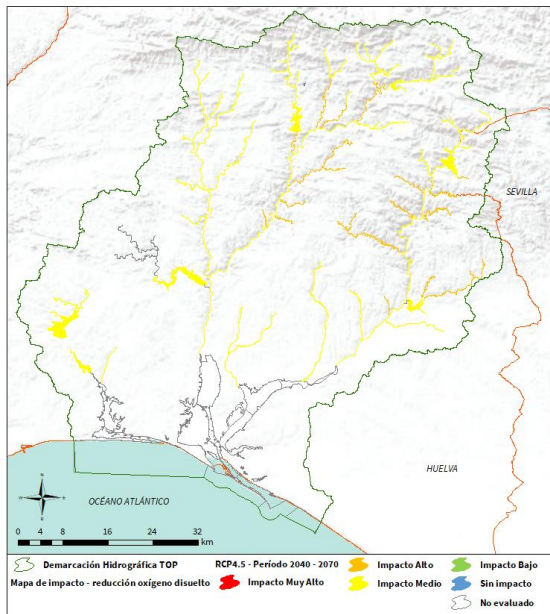 SEVILLA
HUELVA
OCÉANO ATLÁNTICO
N
W E
S
0 4 8 16 24 32
km
Demarcación Hidrográfica TOP
Mapa de impacto - reducción oxígeno disuelto
RCP4.5 - Período 2040 - 2070
Impacto Muy Alto
Impacto Alto
Impacto Medio
Impacto Bajo
Sin impacto
No evaluado